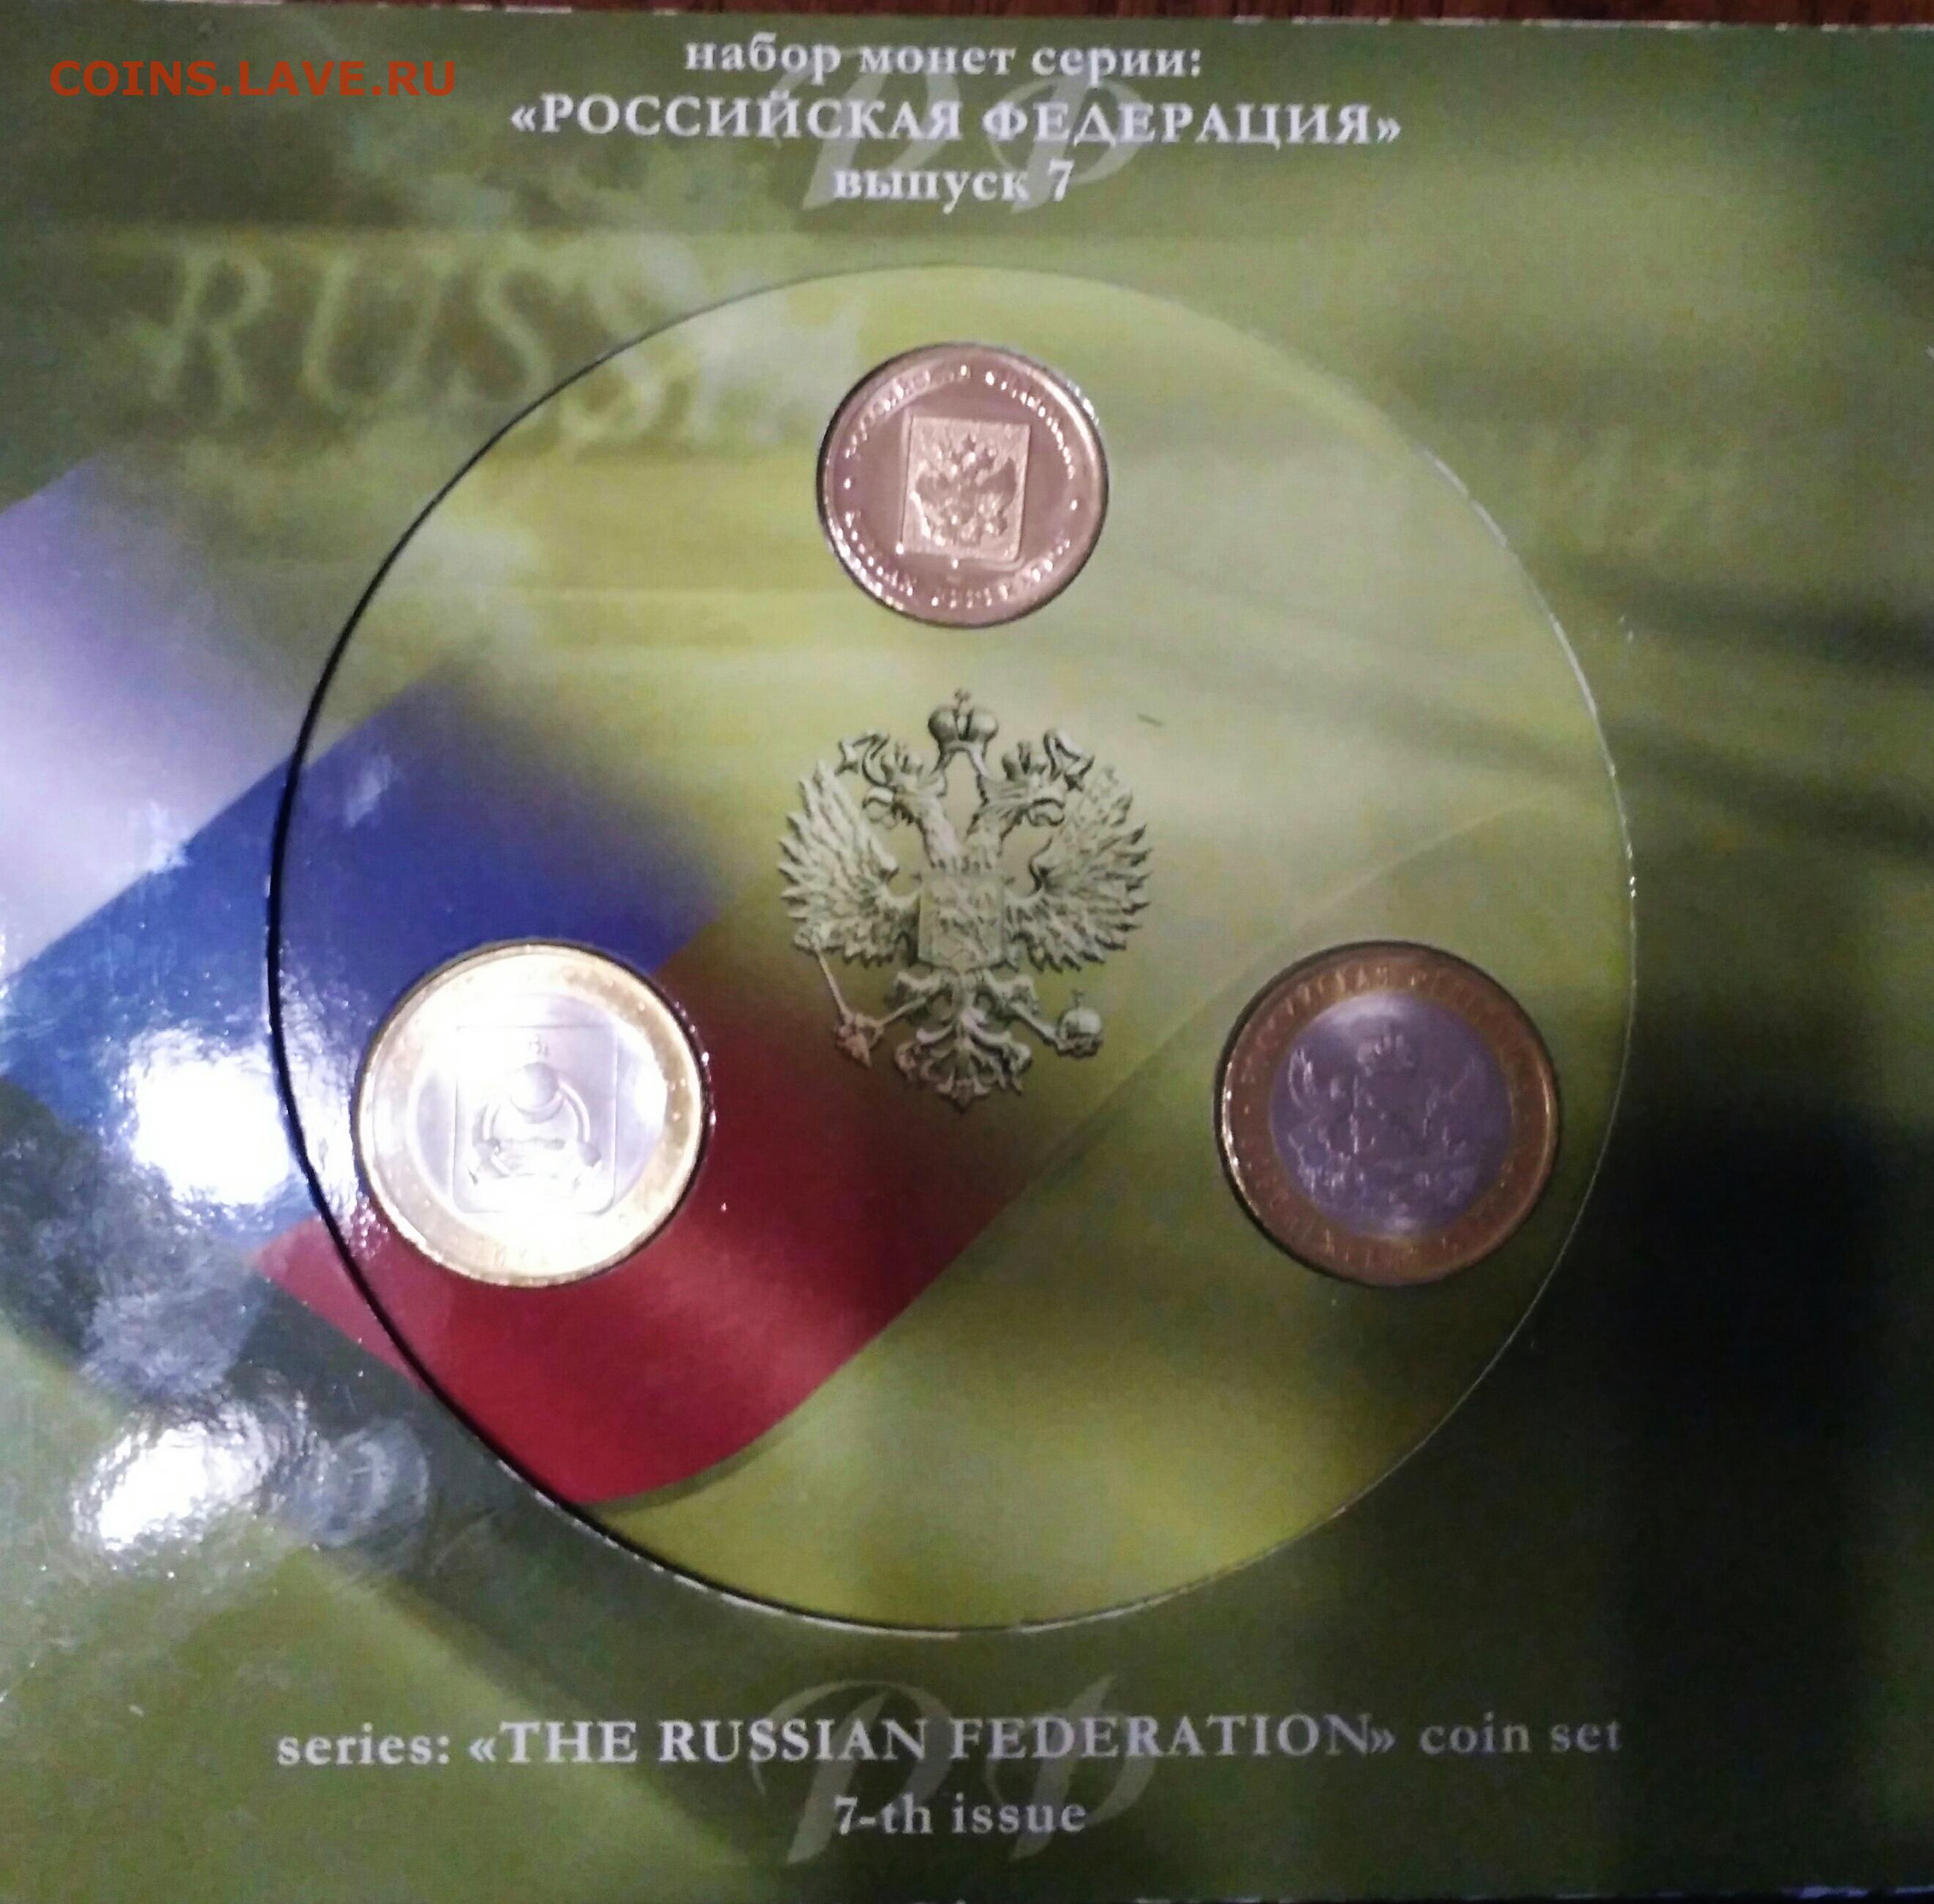 COINS.LAVE.RU
набор монет серии:
«РОССИЙСКАЯ ФЕДЕРАЦИЯ»
выпуск 7
RUSS
series: «THE RUSSIAN FEDERATION» coin set
7-th issue